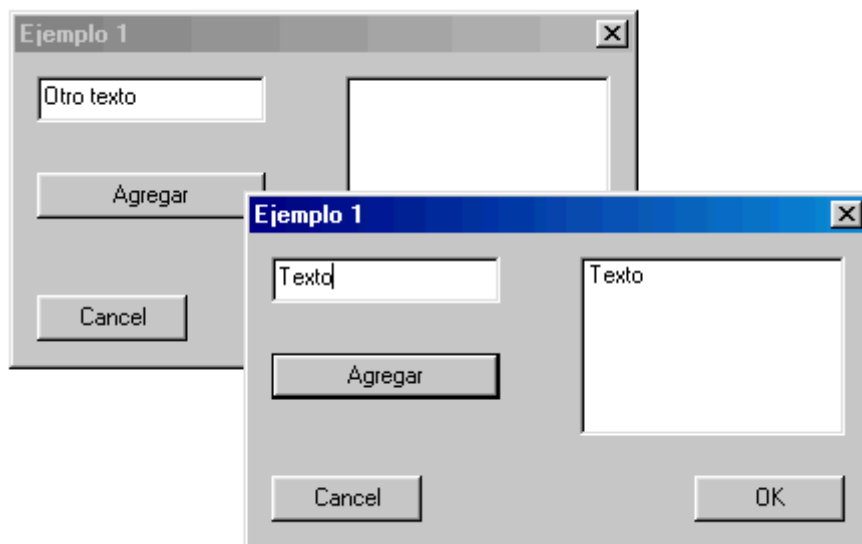 Ejemplo 1
Otro texto
Agregar
Cancel
Ejemplo 1
Texto
Texto
Agregar
Cancel
OK